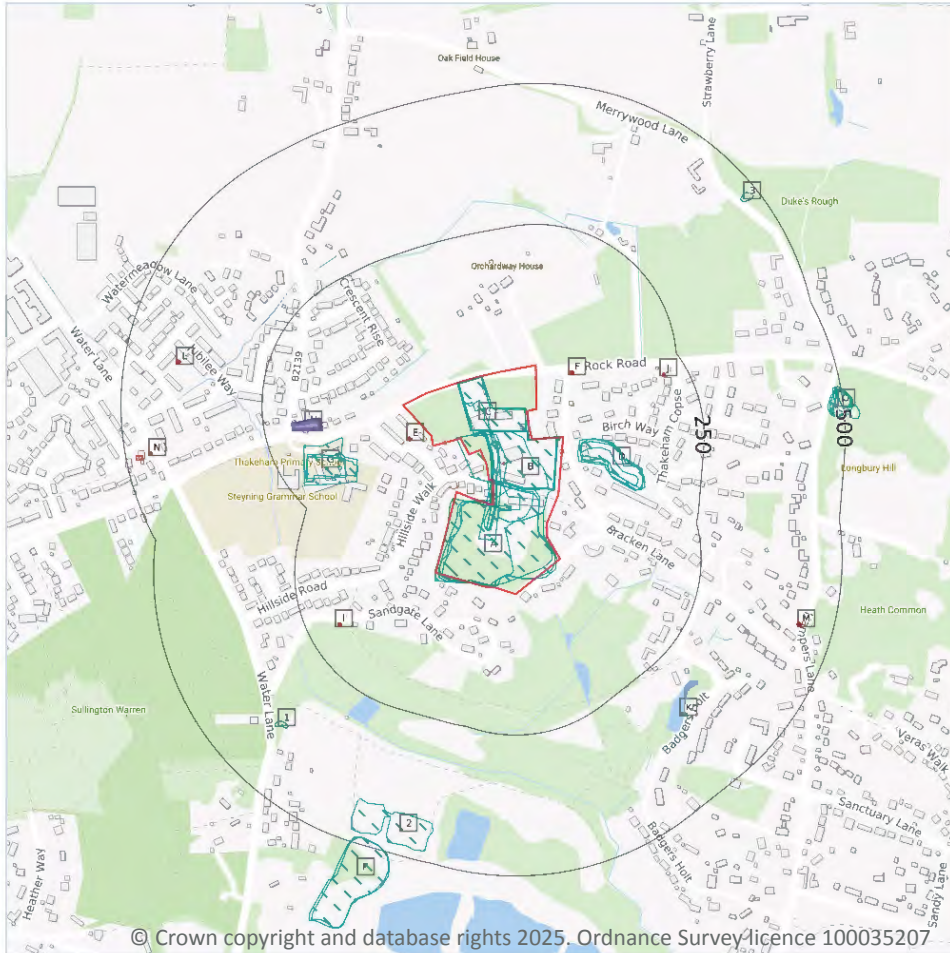 Oak Field House
Strawberry Lane
Merrywood Lane
3
Duke's Rough
Orchardway House
Watermeadow Lane
Crescent Rise
Water Lane
L
Jubilee Way
B2139
F
Rock Road
J
Thakeham Copse
E
Birch Way
250
500
N
Thakeham Primary School
G
B
D
Longbury Hill
Steyning Grammar School
Hillside Walk
A
Bracken Lane
Hillside Road
I
Sandgate Lane
M
Heath Common
Sullington Warren
Water Lane
1
K
Badgers Holt
Veras Walk
2
Sanctuary Lane
Badgers Holt
Heather Way
Sandy Lane
© Crown copyright and database rights 2025. Ordnance Survey licence 100035207